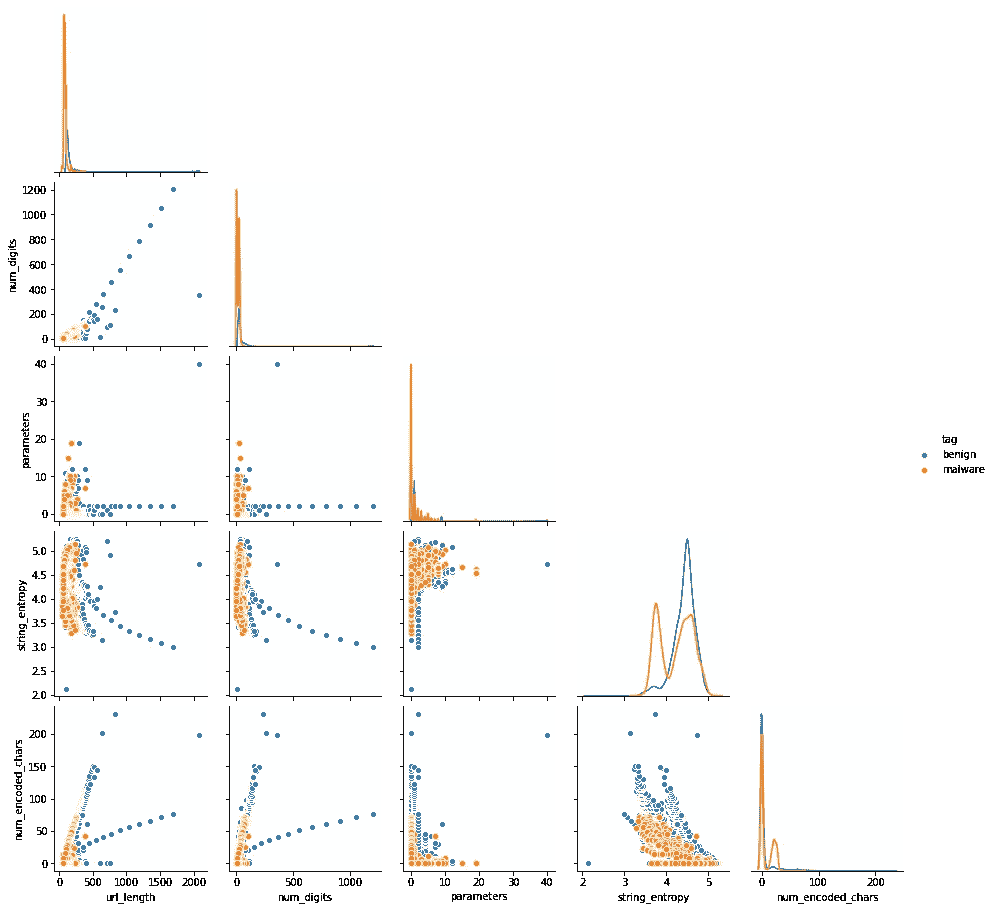 num_digits
1200
1000
800
600
400
200
0
parameters
40
30
20
10
0
tag
benign
malware
string_entropy
5.0
4.5
4.0
3.5
3.0
2.5
2.0
num_encoded_chars
200
150
100
50
0
0 500 1000 1500 2000
0 500 1000
0 20 40
2 3 4 5
0 100 200
url_length
num_digits
parameters
string_entropy
num_encoded_chars